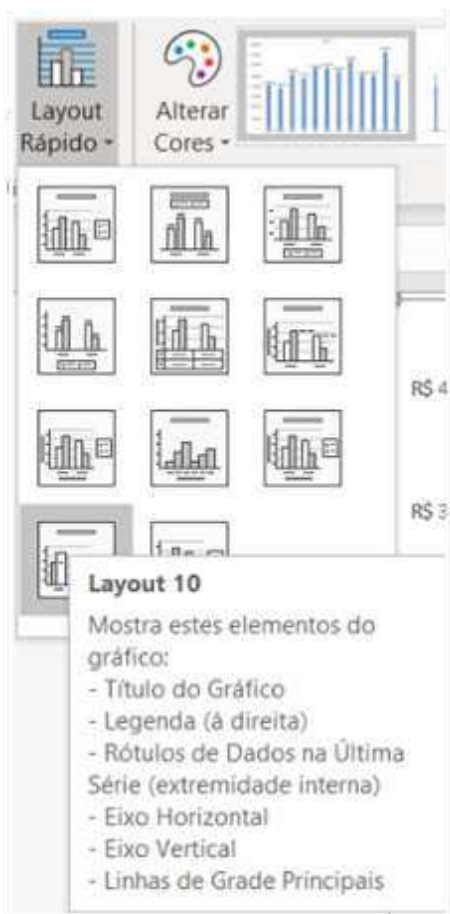 Layout
Rápido
Alterar
Cores
R$ 4
R$ 3
Layout 10
Mostra estes elementos do
gráfico:
- Título do Gráfico
- Legenda (à direita)
- Rótulos de Dados na Última
Série (extremidade interna)
- Eixo Horizontal
- Eixo Vertical
- Linhas de Grade Principais